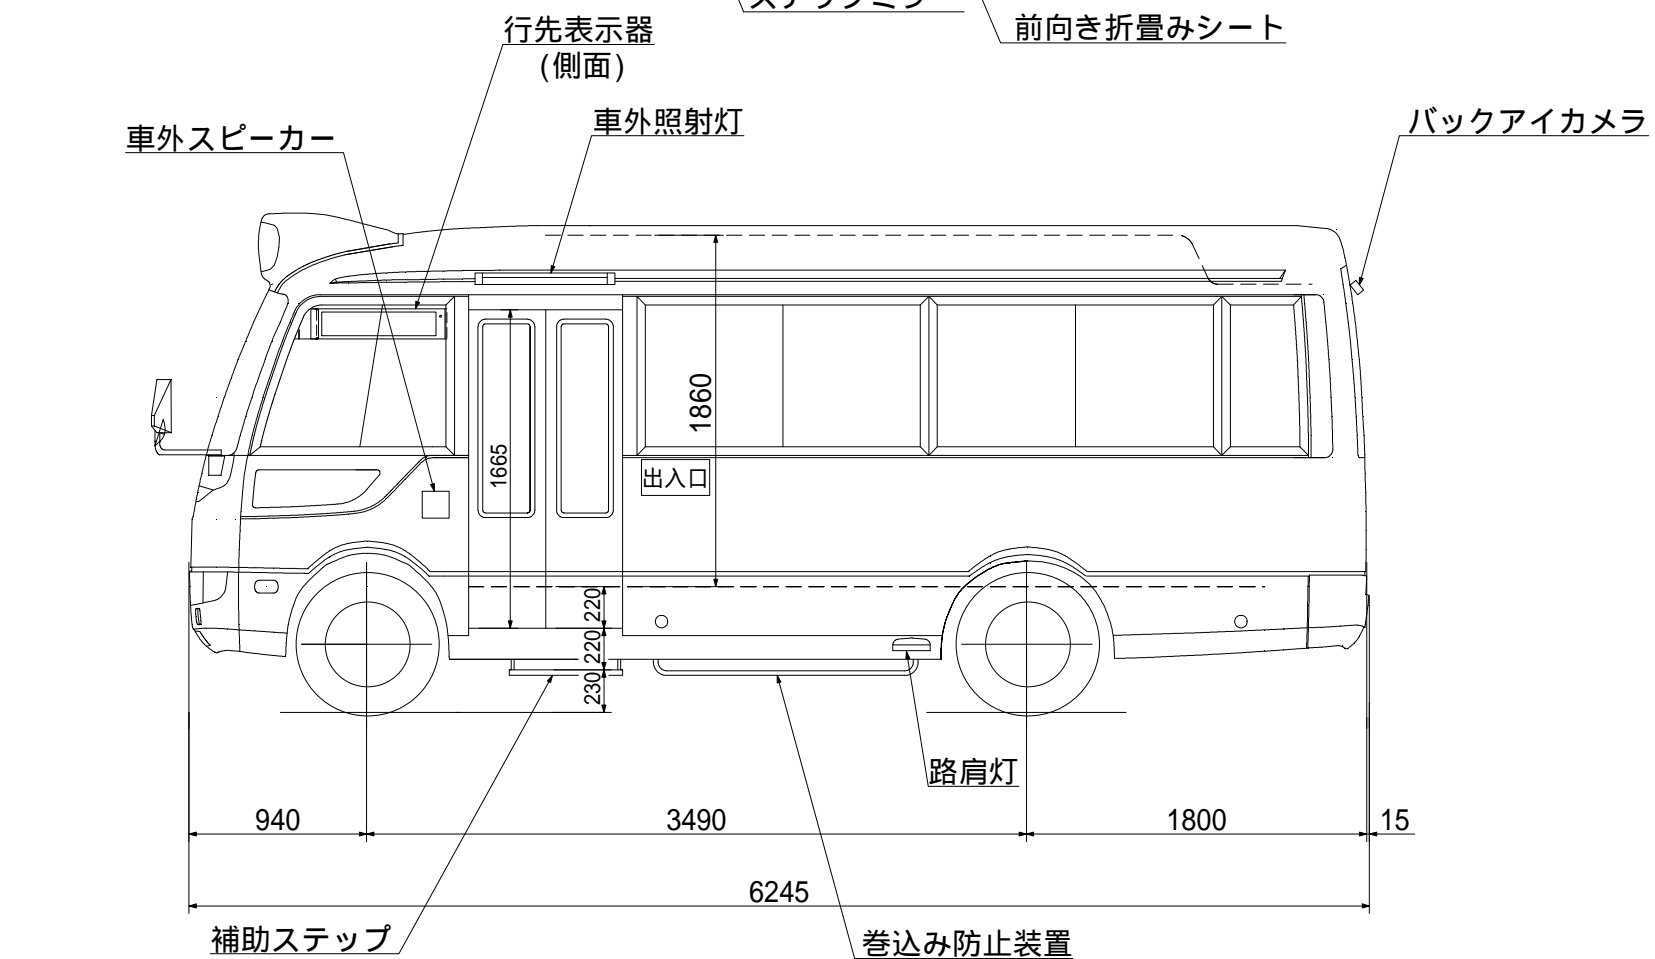 行先表示器
(側面)
前向き折畳みシート
車外スピーカー
車外照射灯
バックアイカメラ
1860
1665
出入口
220
220
230
路肩灯
940
3490
1800
15
6245
補助ステップ
巻込み防止装置